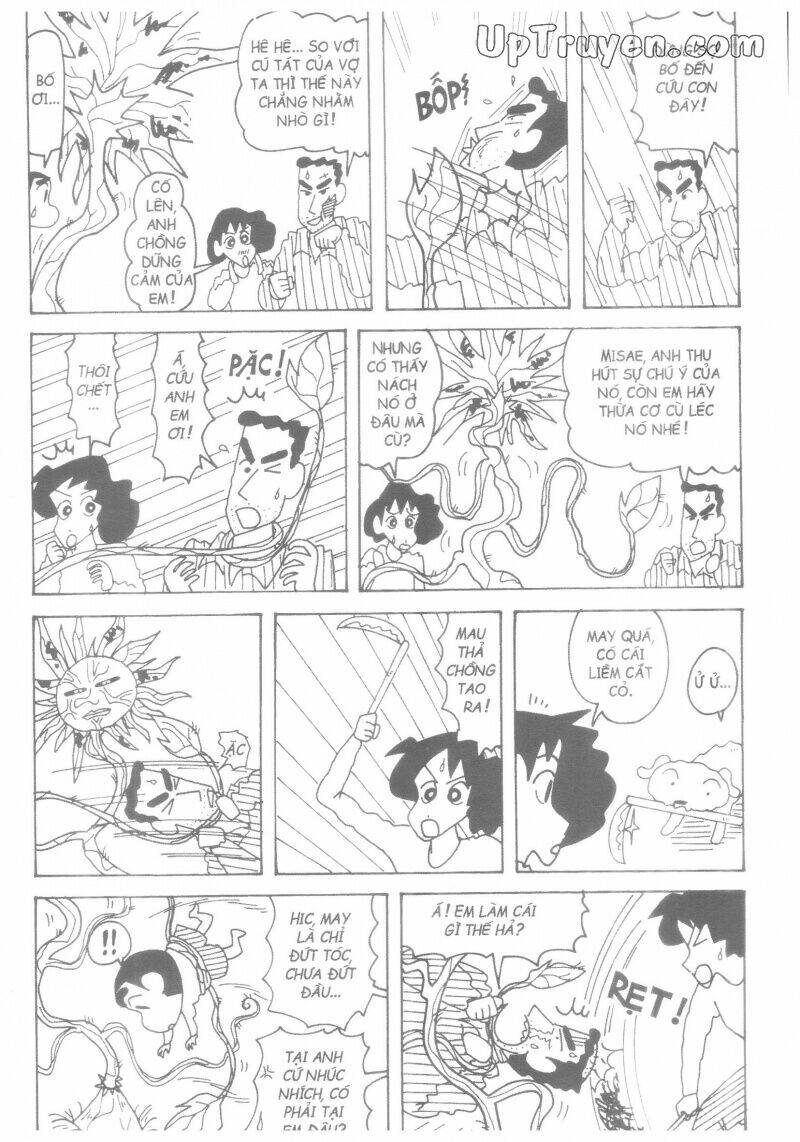 UpTruyen.com
BỐ ĐẾN
CỨU CON
ĐÂY!
BỐP!
HÊ HÊ... SO VỚI
CÚ TÁT CỦA VỢ
TA THÌ THẾ NÀY
CHẲNG NHẰM
NHÒ GÌ!
CỐ
LÊN,
ANH
CHỒNG
DŨNG
CẢM CỦA
EM!
BỐ
ƠI...
MISAE, ANH THU
HÚT SỰ CHÚ Ý CỦA
NÓ, CÒN EM HÃY
THỪA CƠ CÙ LÉC
NÓ NHÉ!
NHƯNG
CÓ THẤY
NÁCH
NÓ Ở
ĐÂU MÀ
CÙ?
PẶC!
Á,
CỨU
ANH
EM
ƠI!
THÔI
CHẾT
...
Ử Ử...
MAY QUÁ,
CÓ CÁI
LIỀM CẮT
CỎ.
MAU
THẢ
CHỒNG
TAO
RA!
ẶC
RẸT!
Á! EM LÀM CÁI
GÌ THẾ HẢ?
HIC, MAY
LÀ CHỈ
ĐỨT TÓC,
CHƯA ĐỨT
ĐẦU...
TẠI ANH
CỨ NHÚC
NHÍCH, CÓ
PHẢI TẠI
EM ĐÂU?
!!